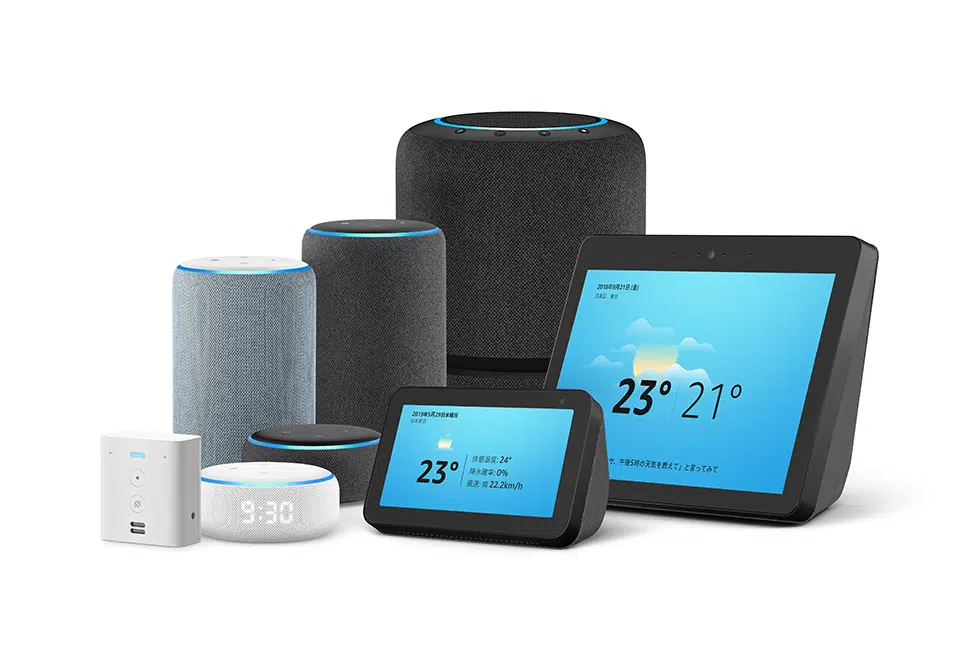 9:30
2019年5月29日水曜日
23°
体感温度: 24°
降水確率: 0%
風速: 南 22.2km/h
2018年9月21日 (金)
23°
21°
午後5時の天気を教えて」と言ってみて